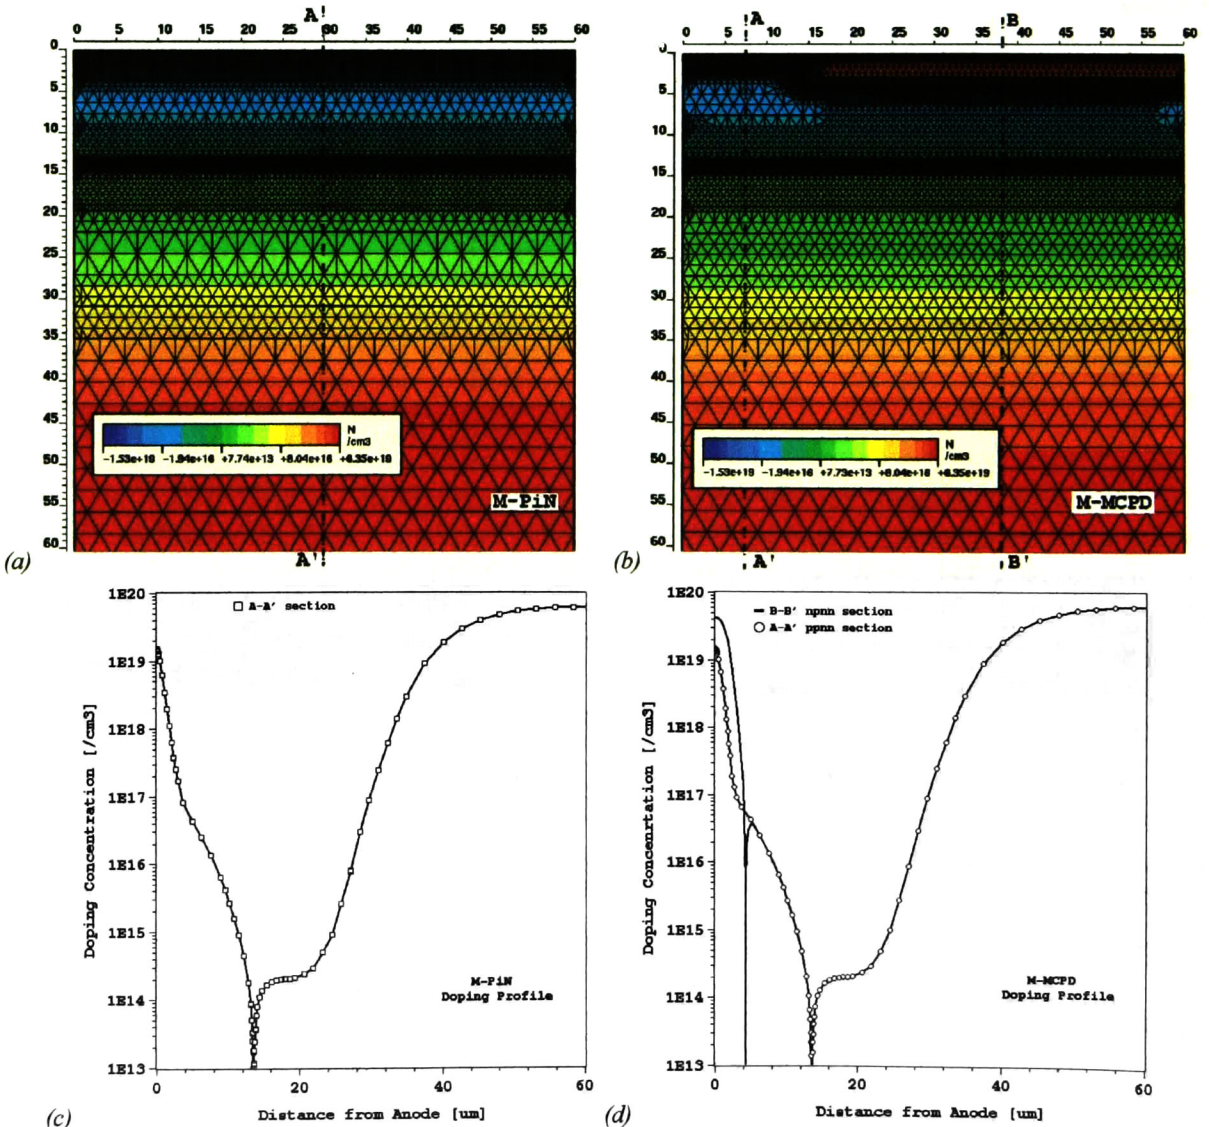 A A' A B
0 5 10 15 20 25 30 35 40 45 50 55 60
0 5 10 15 20 25 30 35 40 45 50 55 60
0
5
10
15
20
25
30
35
40
45
50
55
60
N
/cm3
-1.53e+19 -1.94e+16 +7.74e+13 +8.04e+16 +6.35e+19
M-PiN
A'
(a)
5
10
15
20
25
30
35
40
45
50
55
60
N
/cm3
-1.53e+19 -1.94e+16 +7.73e+13 +8.04e+16 +6.35e+19
M-MCPD
A' B'
(b)
1E20
1E19
1E18
1E17
1E16
1E15
1E14
1E13
Doping Concentration [/cm3]
A-A' section
M-PiN
Doping Profile
0 20 40 60
Distance from Anode [um]
(c)
1E20
1E19
1E18
1E17
1E16
1E15
1E14
1E13
Doping Concenrtation [/cm3]
B-B' npnn section
A-A' ppnn section
M-MCPD
Doping Profile
0 20 40 60
Distance from Anode [um]
(d)